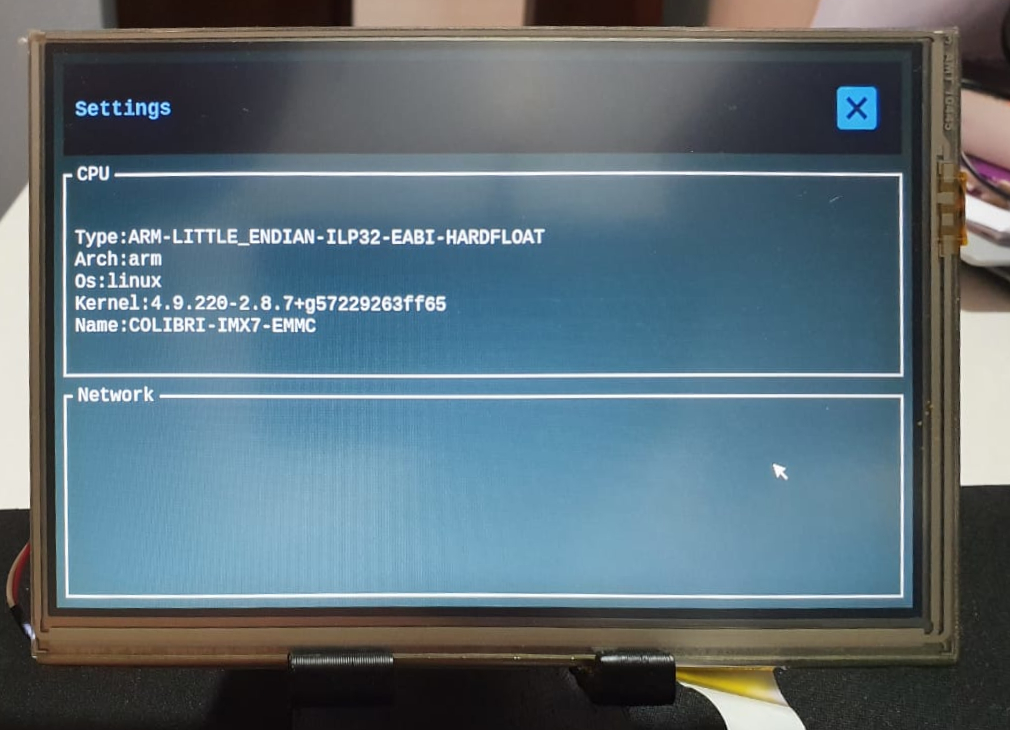 Settings
CPU
Type:ARM-LITTLE_ENDIAN-ILP32-EABI-HARDFLOAT
Arch:arm
Os:linux
Kernel:4.9.220-2.8.7+g57229263ff65
Name:COLIBRI-IMX7-EMMC
Network